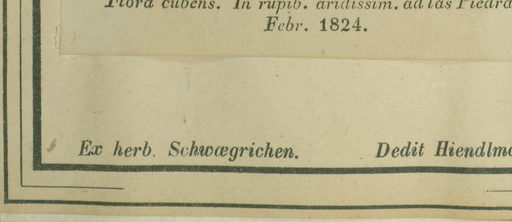 Flora cubens. In rupib. aridissim. ad las Piedra
Febr. 1824.
Ex herb. Schwægrichen. Dedit Hiendlm